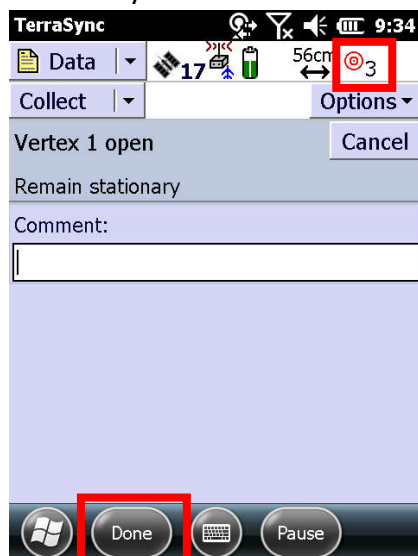 TerraSync 9:34
Data 17 56cm 3
Collect Options
Vertex 1 open Cancel
Remain stationary
Comment:
Done Pause